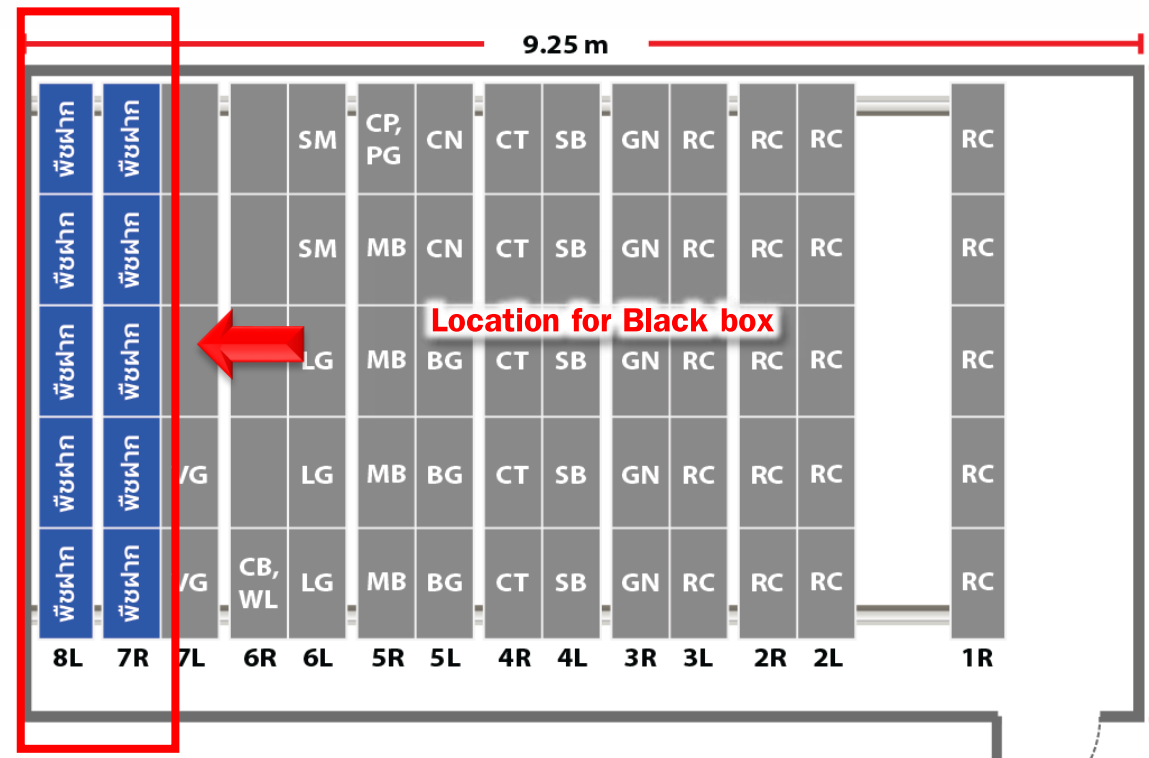 9.25 m
พืชฝาก พืชฝาก SM CP, PG CN CT SB GN RC RC RC RC
พืชฝาก พืชฝาก SM MB CN CT SB GN RC RC RC RC
Location for Black box
พืชฝาก พืชฝาก LG MB BG CT SB GN RC RC RC RC
พืชฝาก พืชฝาก VG LG MB BG CT SB GN RC RC RC RC
พืชฝาก พืชฝาก VG CB, WL LG MB BG CT SB GN RC RC RC RC
8L 7R 7L 6R 6L 5R 5L 4R 4L 3R 3L 2R 2L 1R